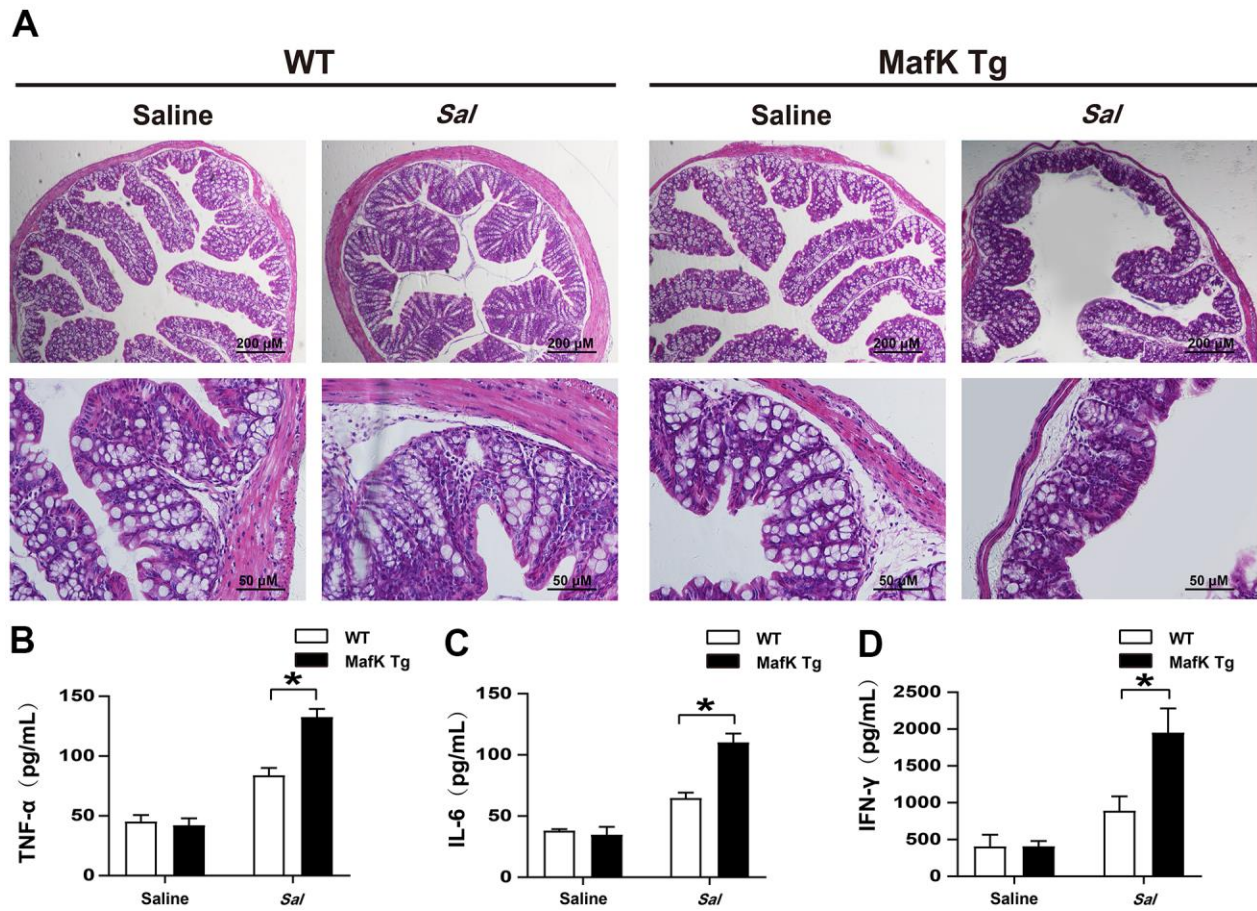 A
WT
MafK Tg
Saline
Sal
Saline
Sal
200 μM
200 μM
200 μM
200 μM
50 μM
50 μM
50 μM
50 μM
B
WT
MafK Tg
TNF-α（pg/mL）
150
100
50
0
*
Saline
Sal
C
WT
MafK Tg
IL-6（pg/mL）
150
100
50
0
*
Saline
Sal
D
WT
MafK Tg
IFN-γ（pg/mL）
2500
2000
1500
1000
500
0
*
Saline
Sal